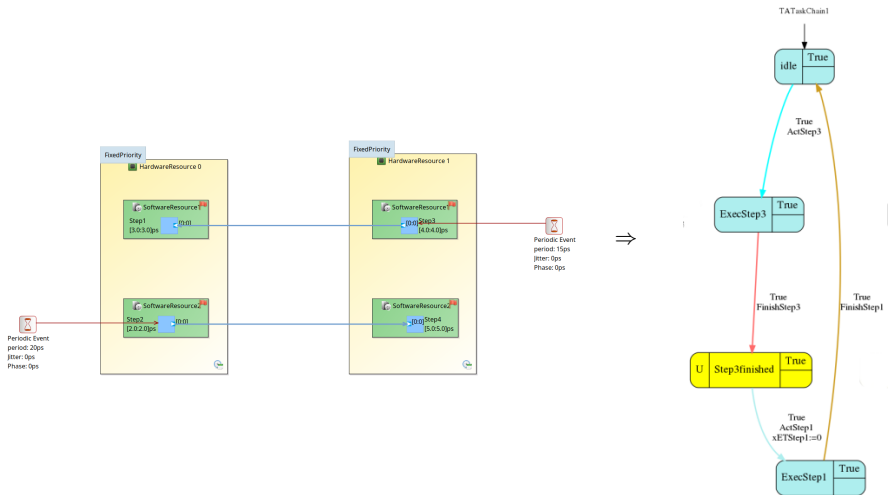 FixedPriority
HardwareResource 0
SoftwareResource1
Step1
[0:0]
[3.0:3.0]ps
SoftwareResource2
Step2
[0:0]
[2.0:2.0]ps
Periodic Event
period: 20ps
Jitter: 0ps
Phase: 0ps
FixedPriority
HardwareResource 1
SoftwareResource1
[0:0]
Step3
[4.0:4.0]ps
SoftwareResource2
[0:0]
Step4
[5.0:5.0]ps
Periodic Event
period: 15ps
Jitter: 0ps
Phase: 0ps
⇒
TATaskChain1
idle
True
True
ActStep3
ExecStep3
True
True
FinishStep3
True
FinishStep1
U
Step3finished
True
True
ActStep1
xETStep1:=0
ExecStep1
True